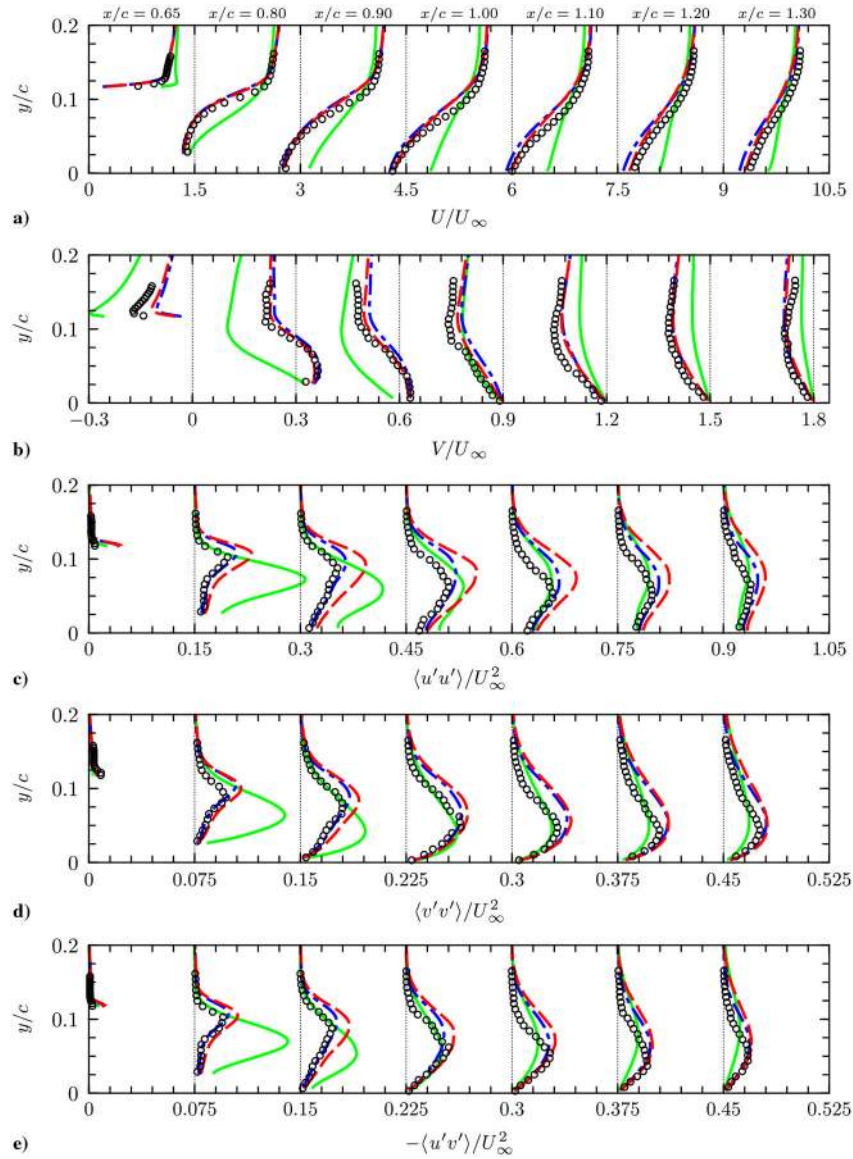 x/c = 0.65 x/c = 0.80 x/c = 0.90 x/c = 1.00 x/c = 1.10 x/c = 1.20 x/c = 1.30
0.2
0.1
0
y/c
0 1.5 3 4.5 6 7.5 9 10.5
a) U/U∞
0.2
0.1
0
y/c
−0.3 0 0.3 0.6 0.9 1.2 1.5 1.8
b) V/U∞
0.2
0.1
0
y/c
0 0.15 0.3 0.45 0.6 0.75 0.9 1.05
c) ⟨u′u′⟩/U²∞
0.2
0.1
0
y/c
0 0.075 0.15 0.225 0.3 0.375 0.45 0.525
d) ⟨v′v′⟩/U²∞
0.2
0.1
0
y/c
0 0.075 0.15 0.225 0.3 0.375 0.45 0.525
e) −⟨u′v′⟩/U²∞